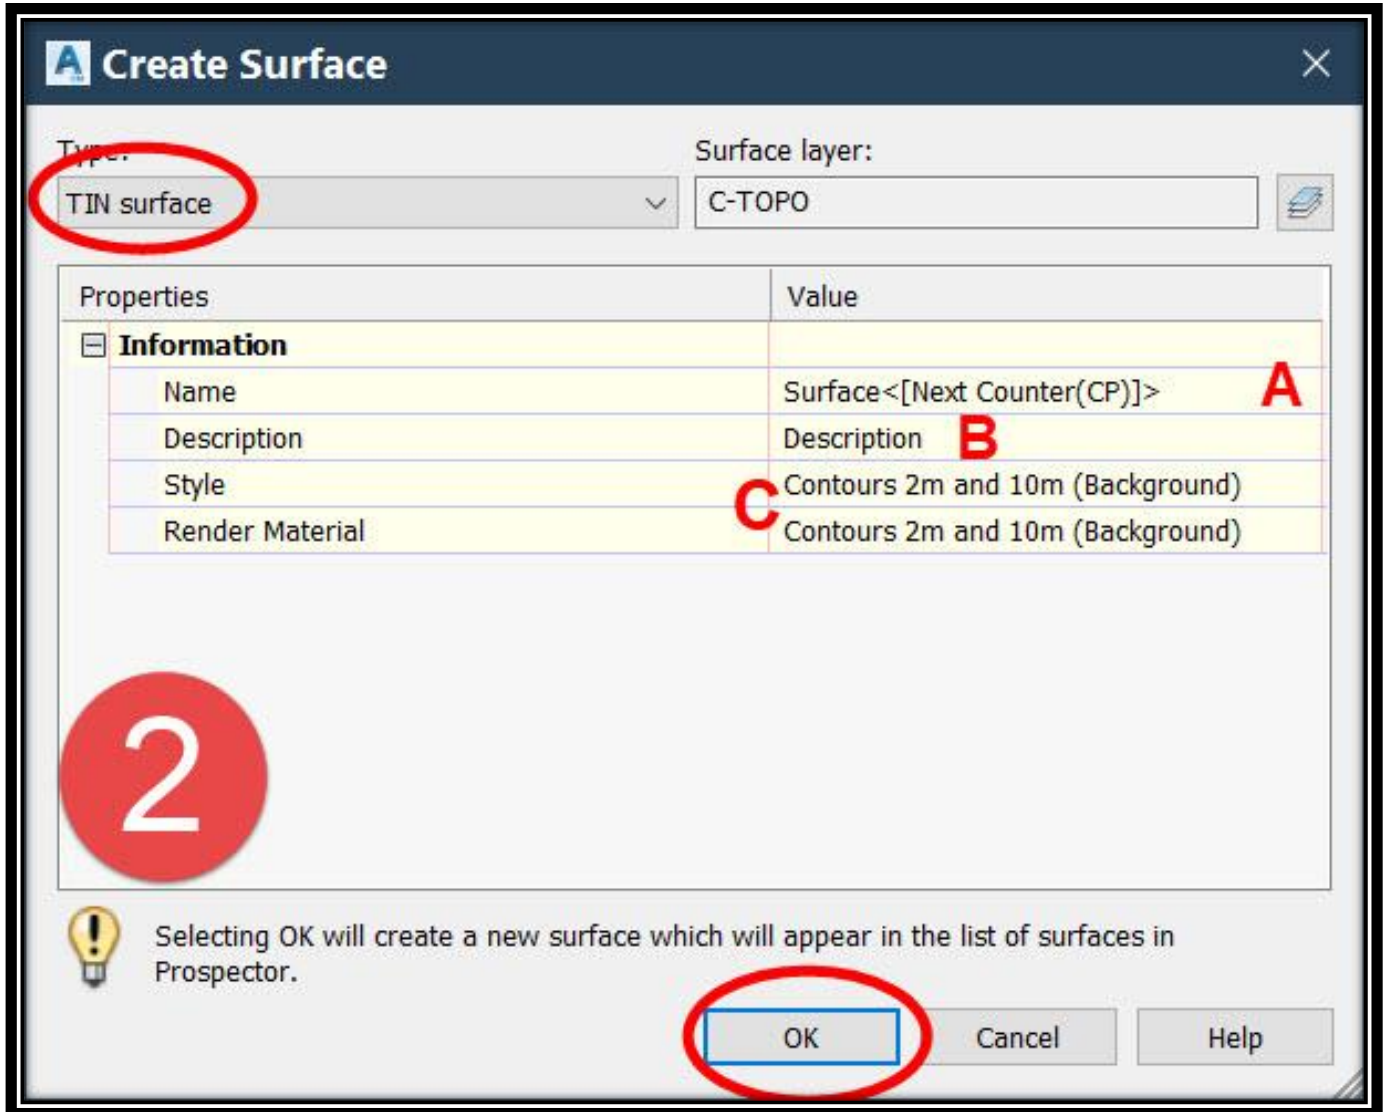 Create Surface
Type:
Surface layer:
TIN surface
C-TOPO
Properties
Value
Information
Name
Surface<[Next Counter(CP)]>
A
Description
Description
B
Style
C
Contours 2m and 10m (Background)
Render Material
Contours 2m and 10m (Background)
2
Selecting OK will create a new surface which will appear in the list of surfaces in
Prospector.
OK
Cancel
Help